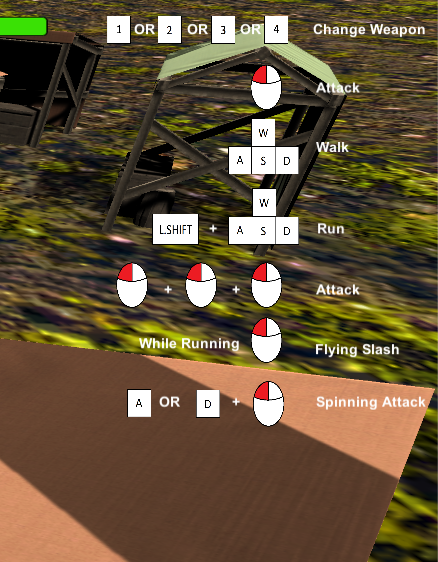 1 OR 2 OR 3 OR 4 Change Weapon
Attack
W
A S D Walk
W
L.SHIFT + A S D Run
+ + Attack
While Running Flying Slash
A OR D + Spinning Attack